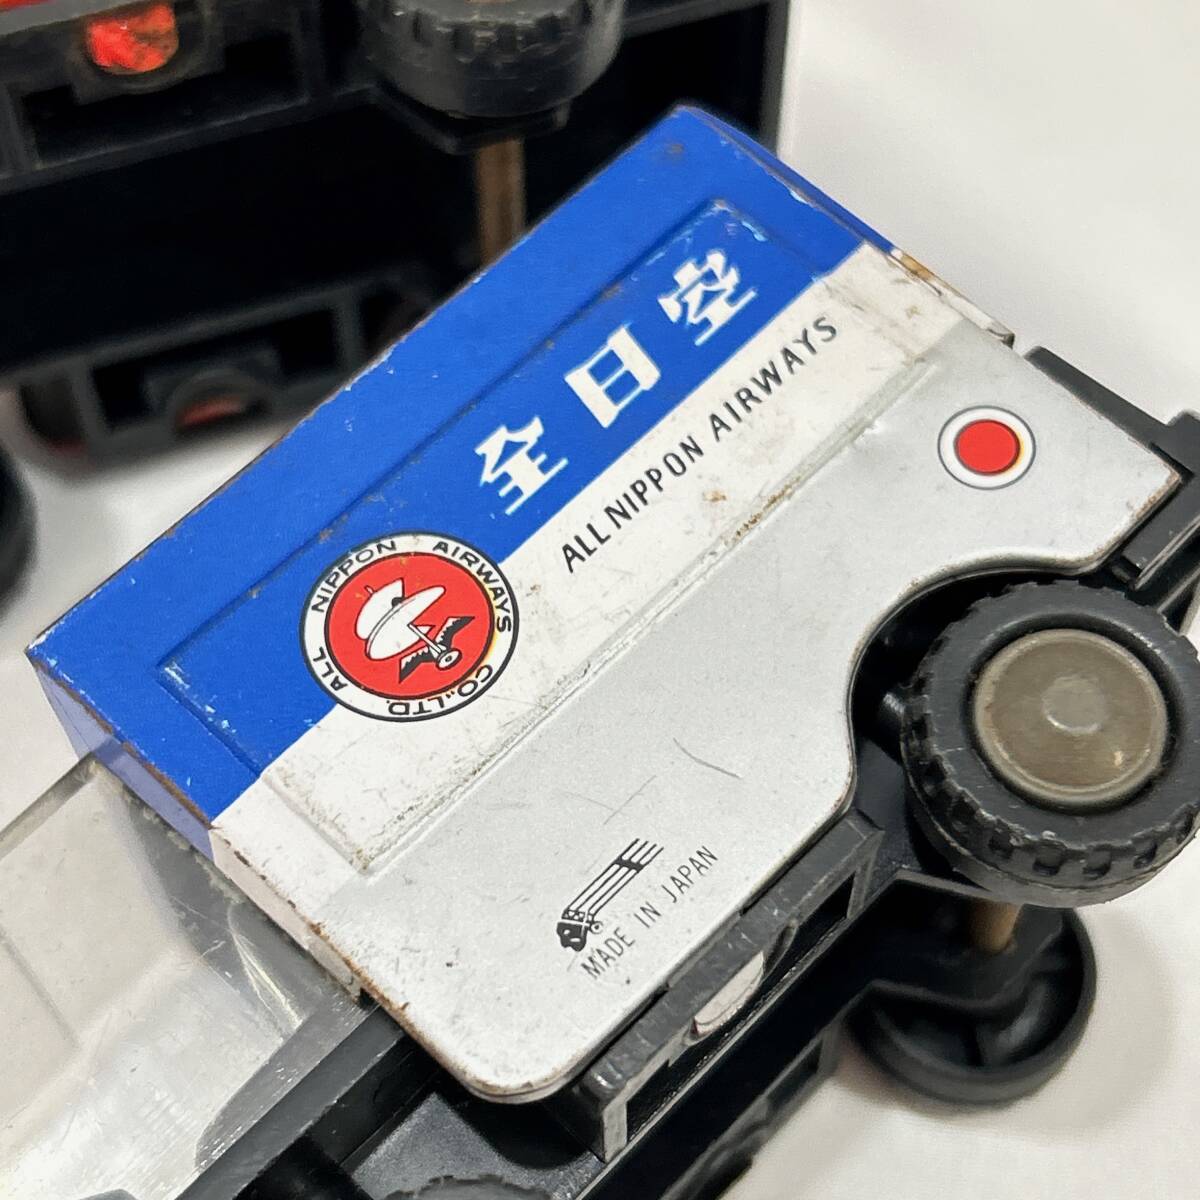 全日空
ALL NIPPON AIRWAYS
ALL NIPPON AIRWAYS CO.,LTD.
MADE IN JAPAN